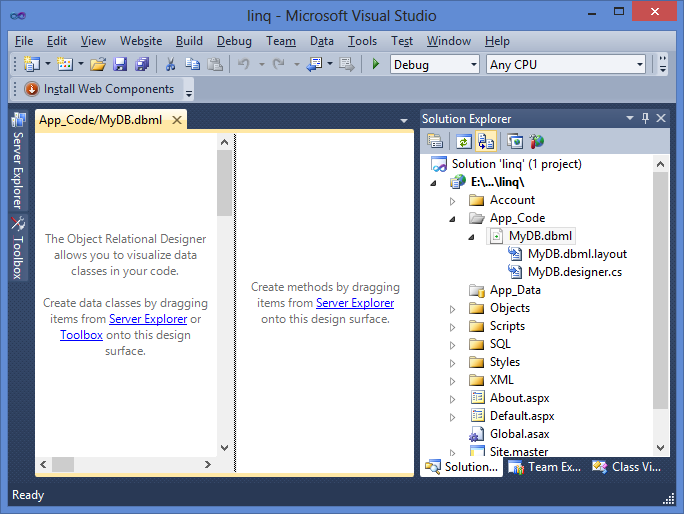 linq - Microsoft Visual Studio
File Edit View Website Build Debug Team Data Tools Test Window Help
Debug Any CPU
Install Web Components
Server Explorer
Toolbox
App_Code/MyDB.dbml
The Object Relational Designer
allows you to visualize data
classes in your code.
Create data classes by dragging
items from Server Explorer or
Toolbox onto this design
surface.
Create methods by dragging
items from Server Explorer
onto this design surface.
Solution Explorer
Solution 'linq' (1 project)
E:\...\linq\
Account
App_Code
MyDB.dbml
MyDB.dbml.layout
MyDB.designer.cs
App_Data
Objects
Scripts
SQL
Styles
XML
About.aspx
Default.aspx
Global.asax
Site.master
Solution... Team Ex... Class Vi...
Ready